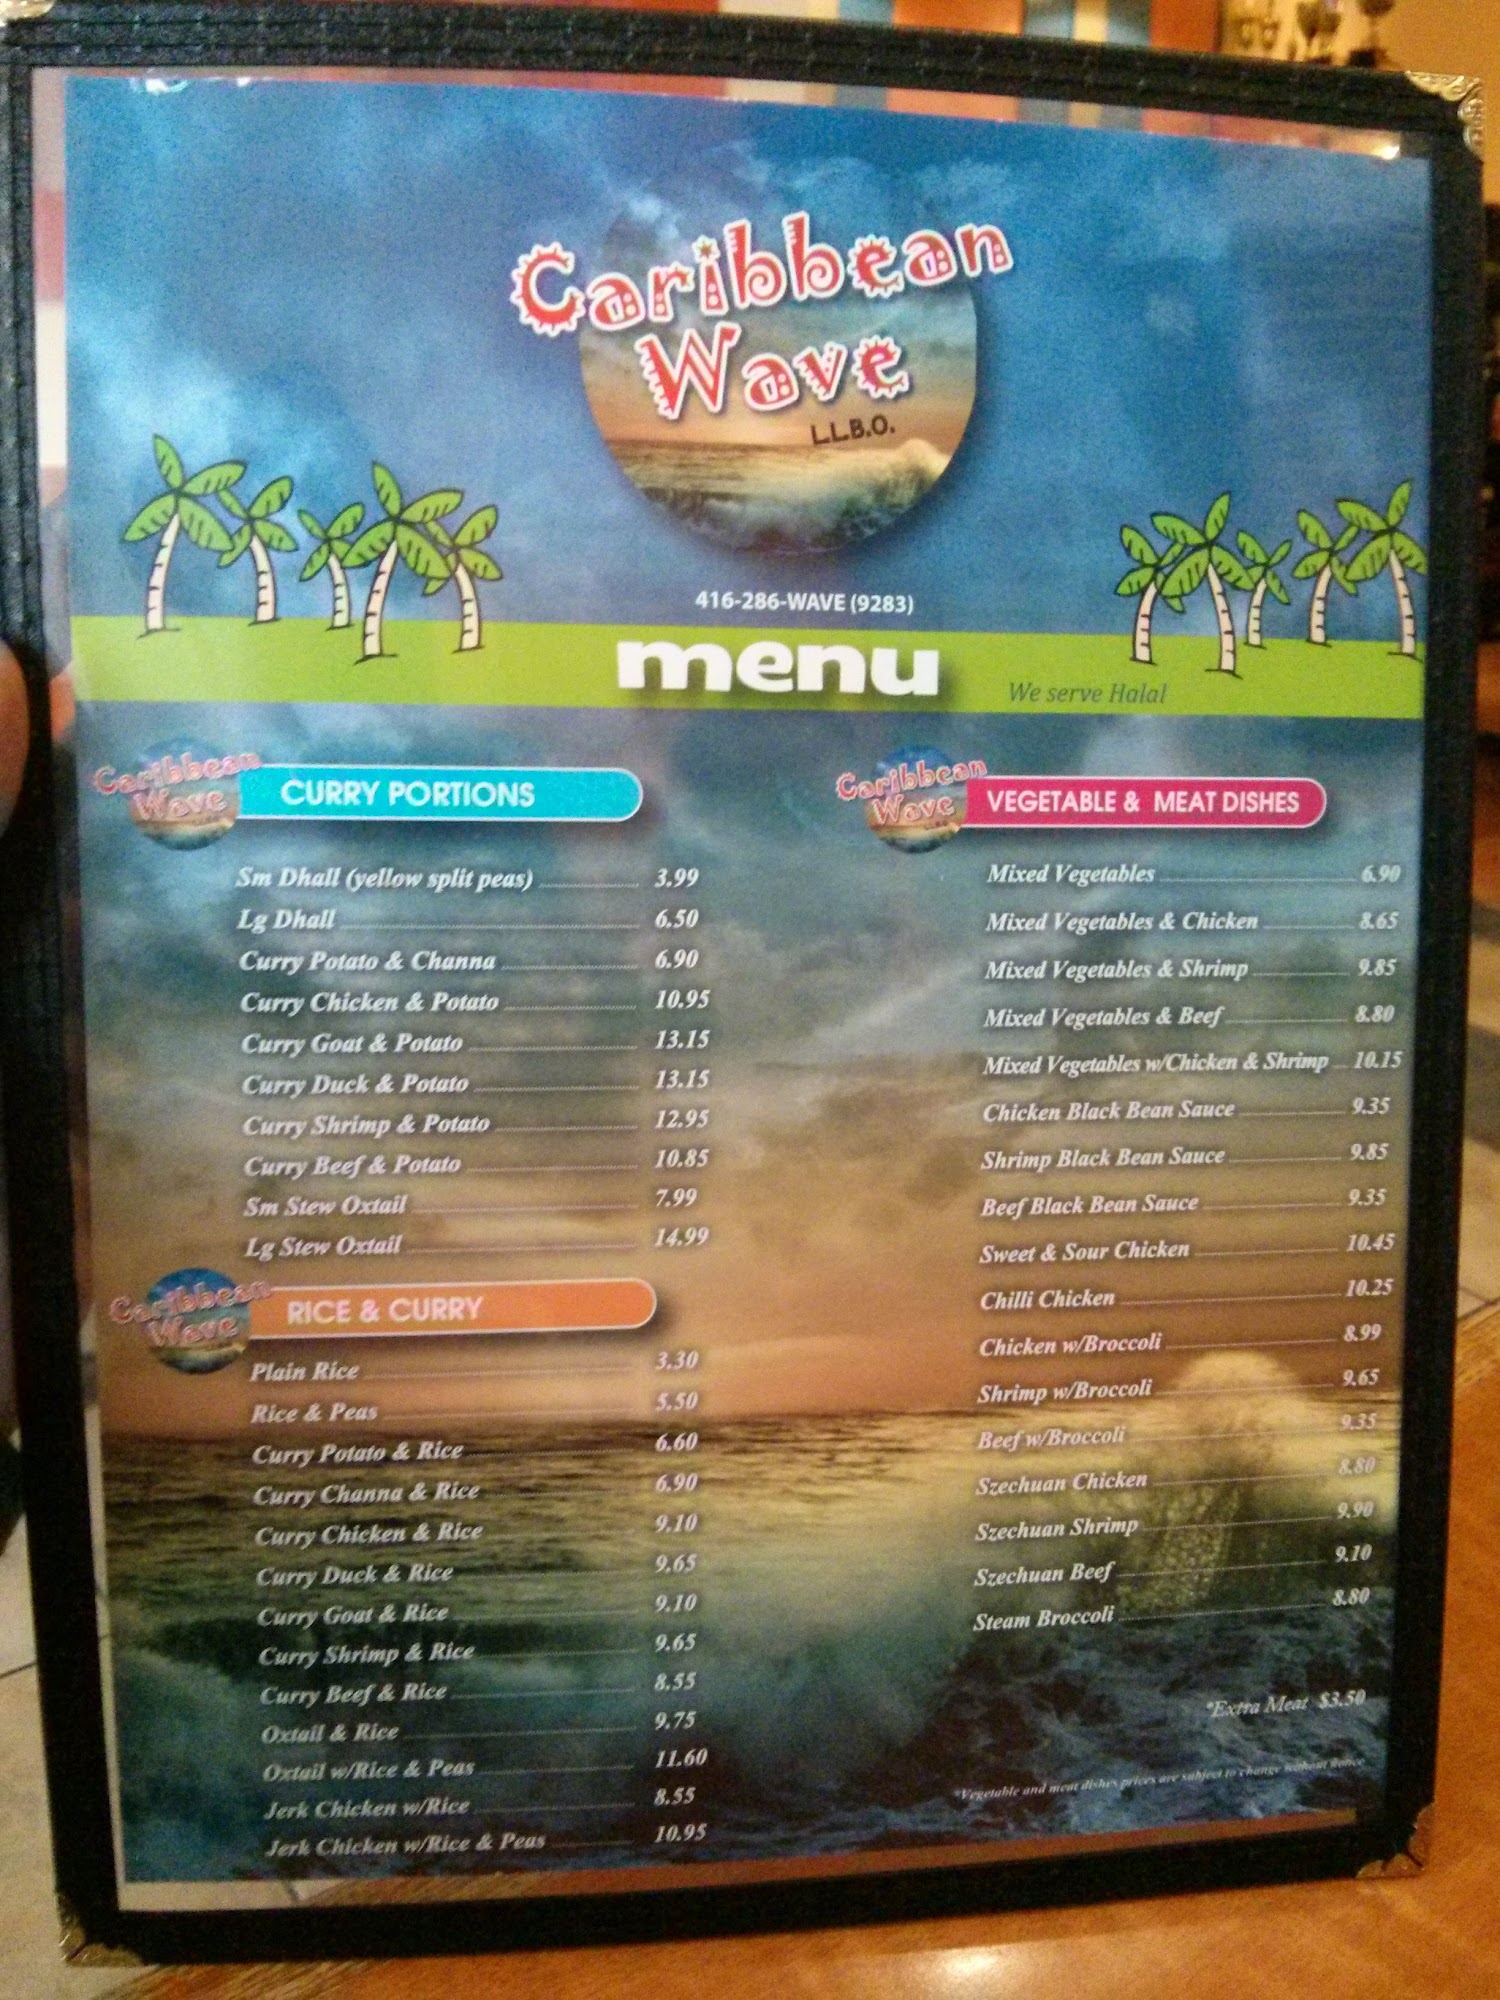 Caribbean
Wave
L.L.B.O.
416-286-WAVE (9283)
menu
We serve Halal
Caribbean
Wave
CURRY PORTIONS
Sm Dhall (yellow split peas) 3.99
Lg Dhall 6.50
Curry Potato & Channa 6.90
Curry Chicken & Potato 10.95
Curry Goat & Potato 13.15
Curry Duck & Potato 13.15
Curry Shrimp & Potato 12.95
Curry Beef & Potato 10.85
Sm Stew Oxtail 7.99
Lg Stew Oxtail 14.99
Caribbean
Wave
RICE & CURRY
Plain Rice 3.30
Rice & Peas 5.50
Curry Potato & Rice 6.60
Curry Channa & Rice 6.90
Curry Chicken & Rice 9.10
Curry Duck & Rice 9.65
Curry Goat & Rice 9.10
Curry Shrimp & Rice 9.65
Curry Beef & Rice 8.55
Oxtail & Rice 9.75
Oxtail w/Rice & Peas 11.60
Jerk Chicken w/Rice 8.55
Jerk Chicken w/Rice & Peas 10.95
Caribbean
Wave
VEGETABLE & MEAT DISHES
Mixed Vegetables 6.90
Mixed Vegetables & Chicken 8.65
Mixed Vegetables & Shrimp 9.85
Mixed Vegetables & Beef 8.80
Mixed Vegetables w/Chicken & Shrimp 10.15
Chicken Black Bean Sauce 9.35
Shrimp Black Bean Sauce 9.85
Beef Black Bean Sauce 9.35
Sweet & Sour Chicken 10.45
Chilli Chicken 10.25
Chicken w/Broccoli 8.99
Shrimp w/Broccoli 9.65
Beef w/Broccoli 9.35
Szechuan Chicken 8.80
Szechuan Shrimp 9.90
Szechuan Beef 9.10
Steam Broccoli 8.80
*Extra Meat $3.50
*Vegetable and meat dishes prices are subject to change without notice.